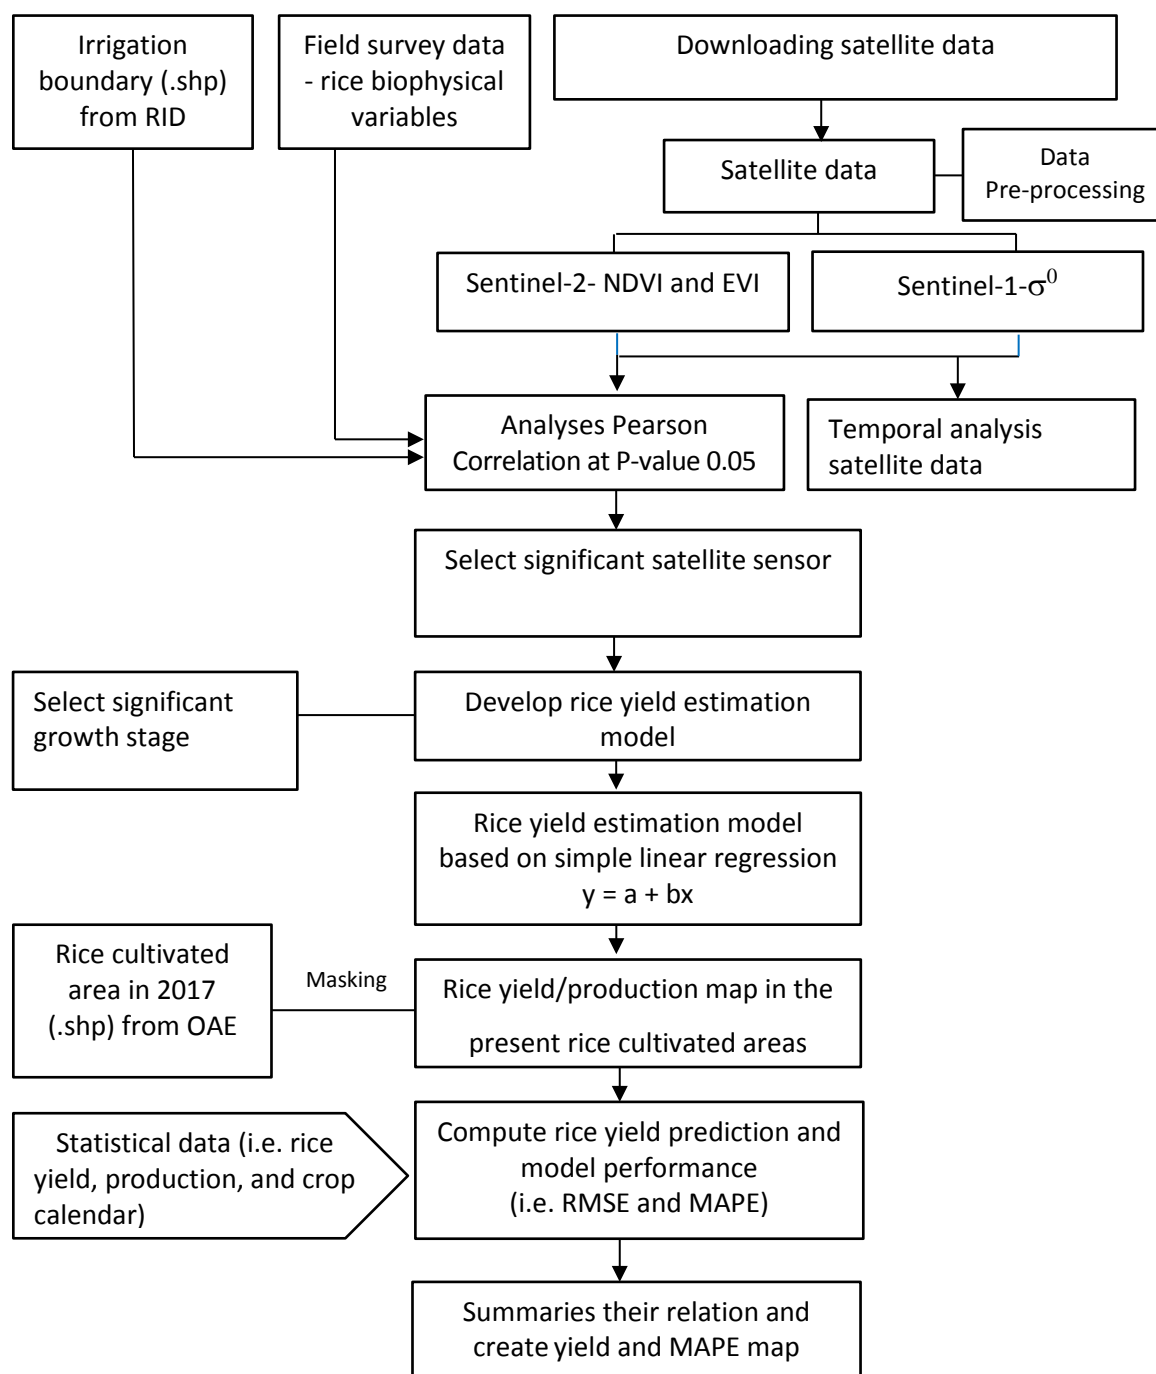 Irrigation
boundary (.shp)
from RID
Field survey data
- rice biophysical
variables
Downloading satellite data
Satellite data
Data
Pre-processing
Sentinel-2- NDVI and EVI
Sentinel-1-σ⁰
Analyses Pearson
Correlation at P-value 0.05
Temporal analysis
satellite data
Select significant satellite sensor
Select significant
growth stage
Develop rice yield estimation
model
Rice yield estimation model
based on simple linear regression
y = a + bx
Rice cultivated
area in 2017
(.shp) from OAE
Masking
Rice yield/production map in the
present rice cultivated areas
Statistical data (i.e. rice
yield, production, and crop
calendar)
Compute rice yield prediction and
model performance
(i.e. RMSE and MAPE)
Summaries their relation and
create yield and MAPE map